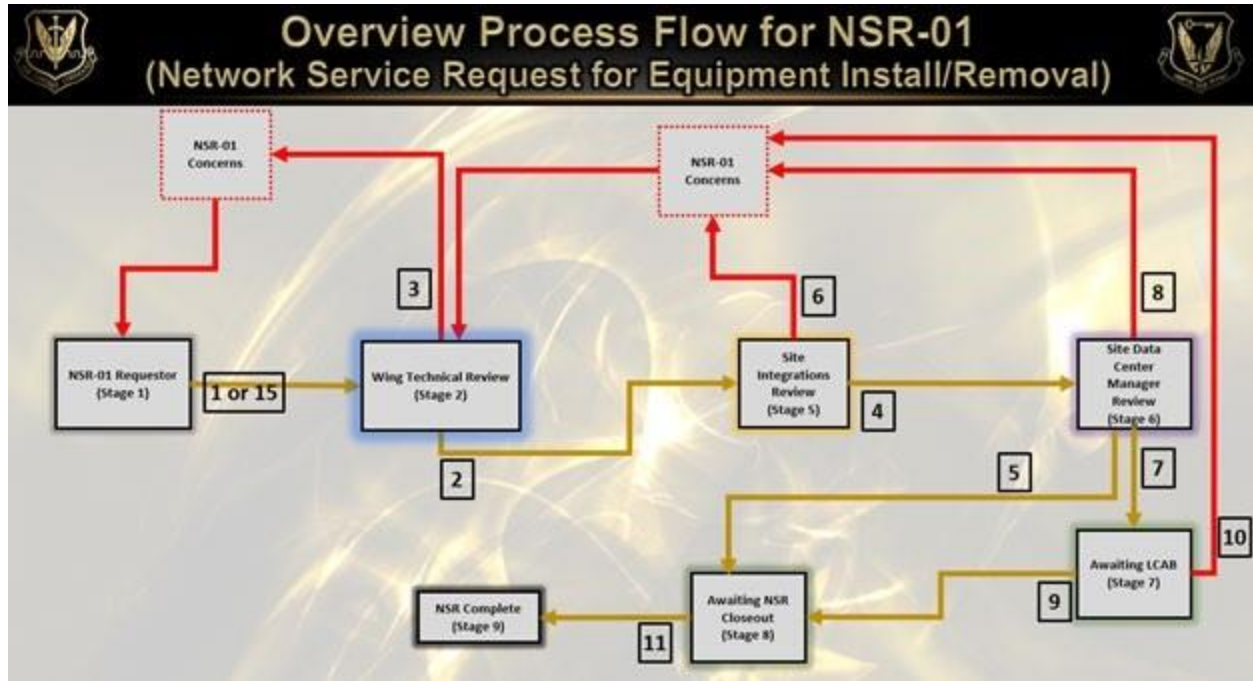 Overview Process Flow for NSR-01
(Network Service Request for Equipment Install/Removal)
NSR-01
Concerns
NSR-01
Concerns
3
6
8
NSR-01 Requestor
(Stage 1)
1 or 15
Wing Technical Review
(Stage 2)
Site
Integrations
Review
(Stage 5)
4
Site Data
Center
Manager
Review
(Stage 6)
2
5
7
10
Awaiting LCAB
(Stage 7)
9
Awaiting NSR
Closeout
(Stage 8)
11
NSR Complete
(Stage 9)